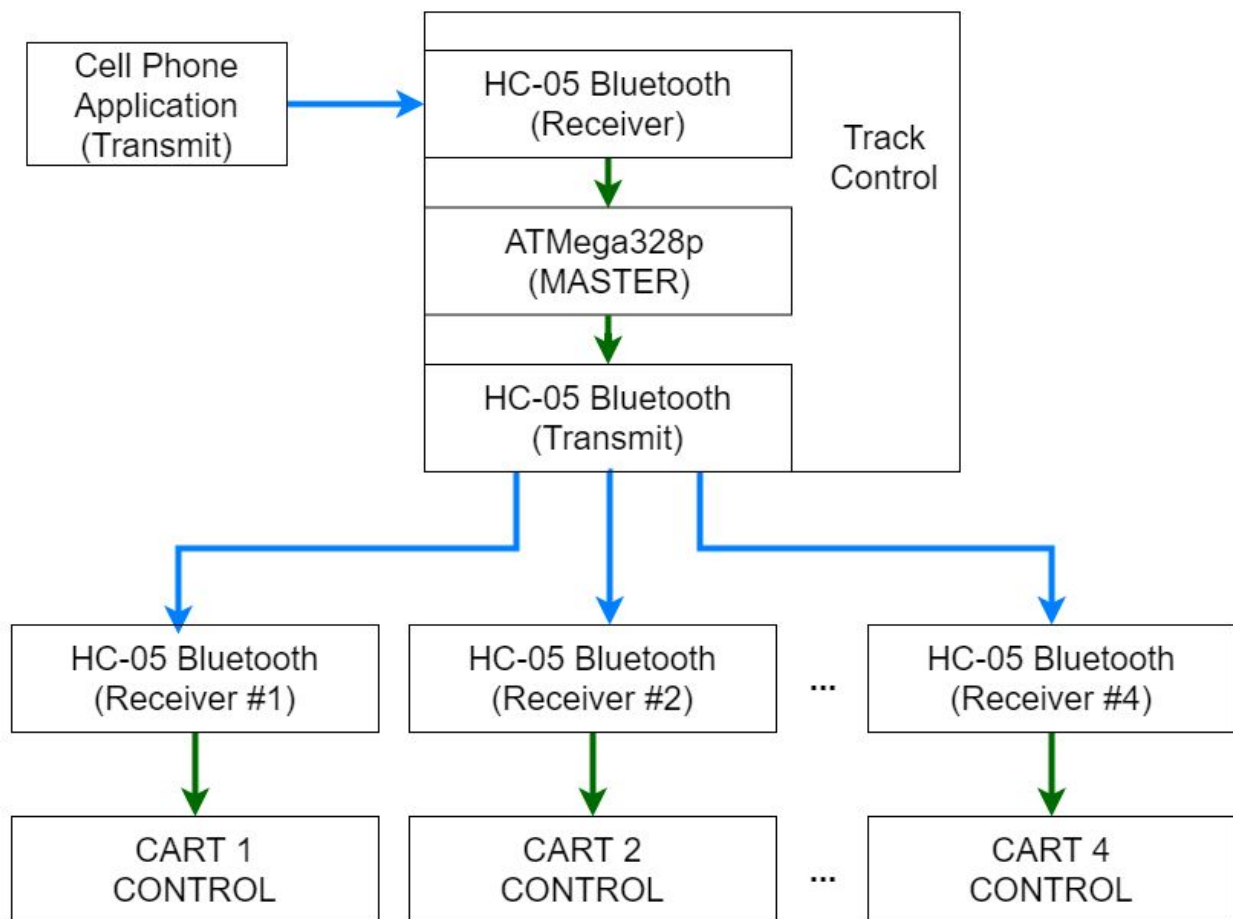 Cell Phone
Application
(Transmit)
HC-05 Bluetooth
(Receiver)
Track
Control
ATMega328p
(MASTER)
HC-05 Bluetooth
(Transmit)
HC-05 Bluetooth
(Receiver #1)
HC-05 Bluetooth
(Receiver #2)
...
HC-05 Bluetooth
(Receiver #4)
CART 1
CONTROL
CART 2
CONTROL
...
CART 4
CONTROL